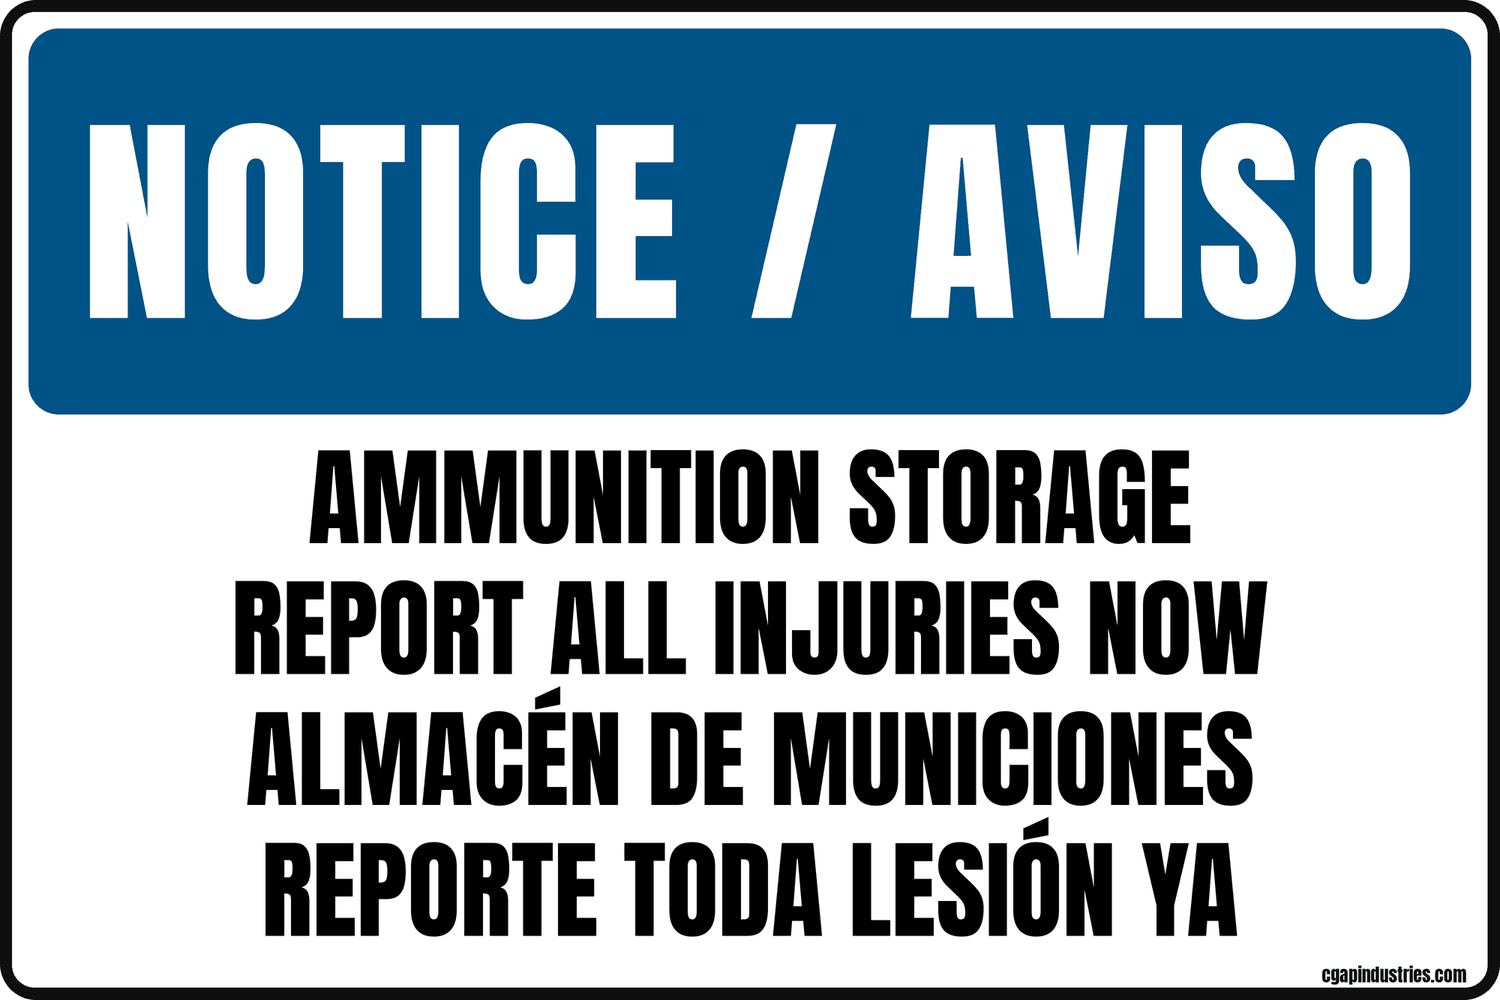 NOTICE / AVISO
AMMUNITION STORAGE
REPORT ALL INJURIES NOW
ALMACÉN DE MUNICIONES
REPORTE TODA LESIÓN YA
cgapindustries.com